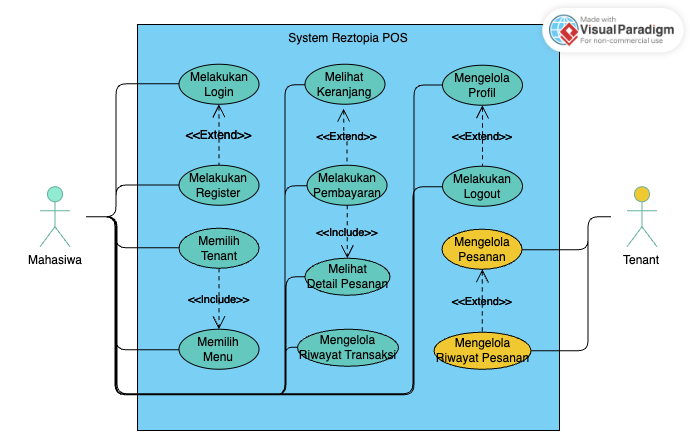 System Reztopia POS
Made with
Visual Paradigm
For non-commercial use
Melakukan
Login
Melihat
Keranjang
Mengelola
Profil
<<Extend>>
<<Extend>>
<<Extend>>
Melakukan
Register
Melakukan
Pembayaran
Melakukan
Logout
Mahasiwa
Memilih
Tenant
<<Include>>
Mengelola
Pesanan
Tenant
Melihat
Detail Pesanan
<<Include>>
<<Extend>>
Memilih
Menu
Mengelola
Riwayat Transaksi
Mengelola
Riwayat Pesanan